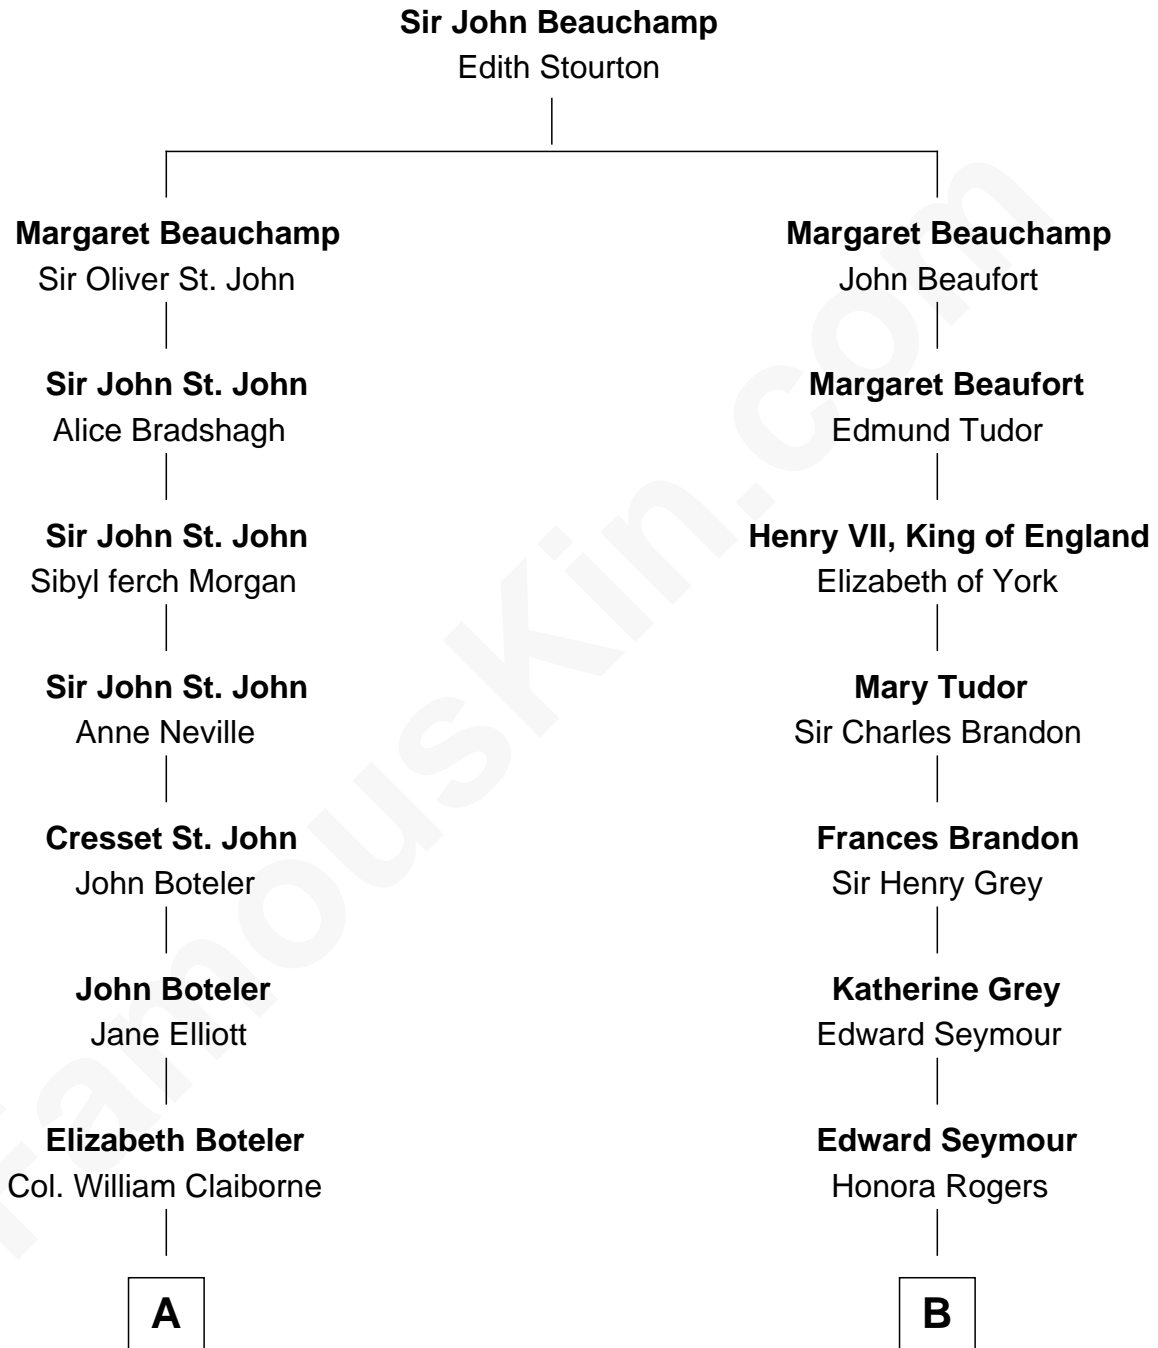 Sir John Beauchamp
Edith Stourton
Margaret Beauchamp
Sir Oliver St. John
Margaret Beauchamp
John Beaufort
Sir John St. John
Alice Bradshagh
Margaret Beaufort
Edmund Tudor
Sir John St. John
Sibyl ferch Morgan
Henry VII, King of England
Elizabeth of York
Sir John St. John
Anne Neville
Mary Tudor
Sir Charles Brandon
Cresset St. John
John Boteler
Frances Brandon
Sir Henry Grey
John Boteler
Jane Elliott
Katherine Grey
Edward Seymour
Elizabeth Boteler
Col. William Claiborne
Edward Seymour
Honora Rogers
A
B
FamousKin.com